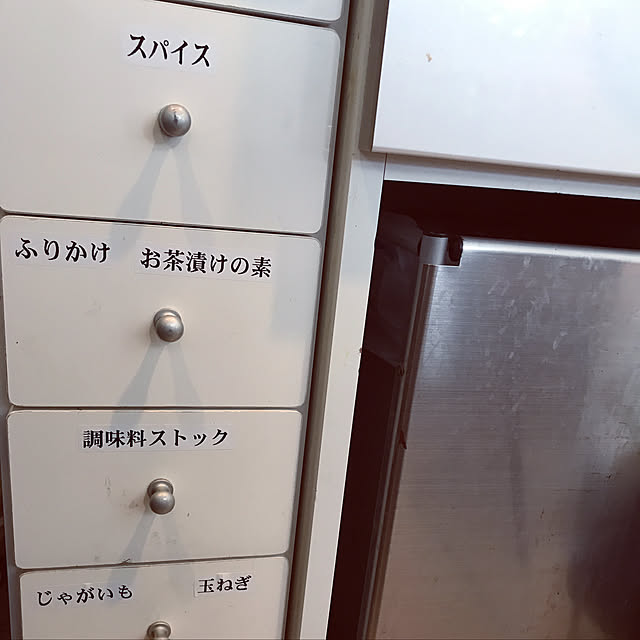 スパイス
ふりかけ お茶漬けの素
調味料ストック
じゃがいも 玉ねぎ